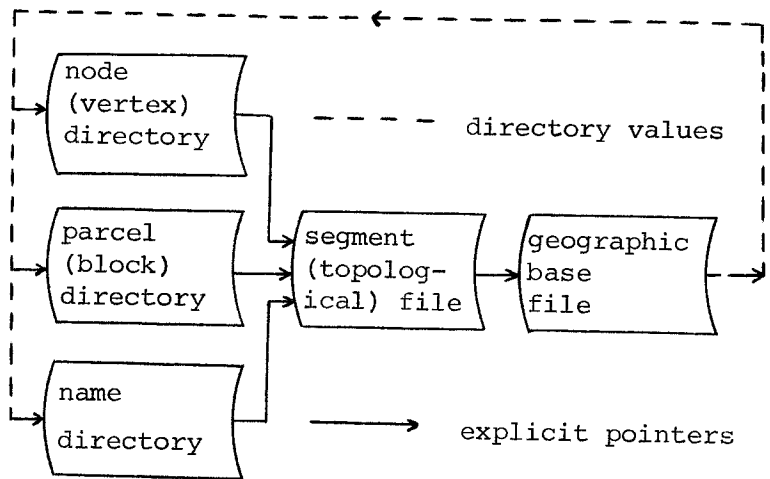 node
(vertex)
directory
directory values
parcel
(block)
directory
segment
(topolog-
ical) file
geographic
base
file
name
directory
explicit pointers